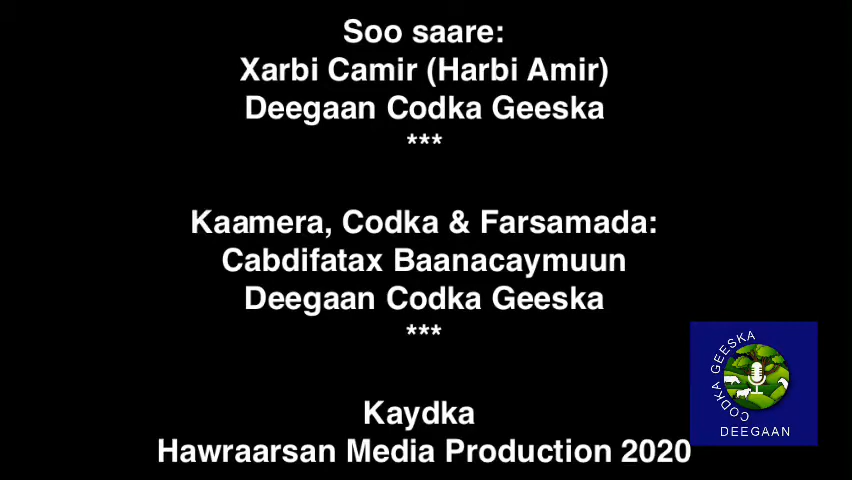 Soo saare:
Xarbi Camir (Harbi Amir)
Deegaan Codka Geeska
***
Kaamera, Codka & Farsamada:
Cabdifatax Baanacaymuun
Deegaan Codka Geeska
***
Kaydka
Hawraarsan Media Production 2020
CODKA GEESKA
DEEGAAN